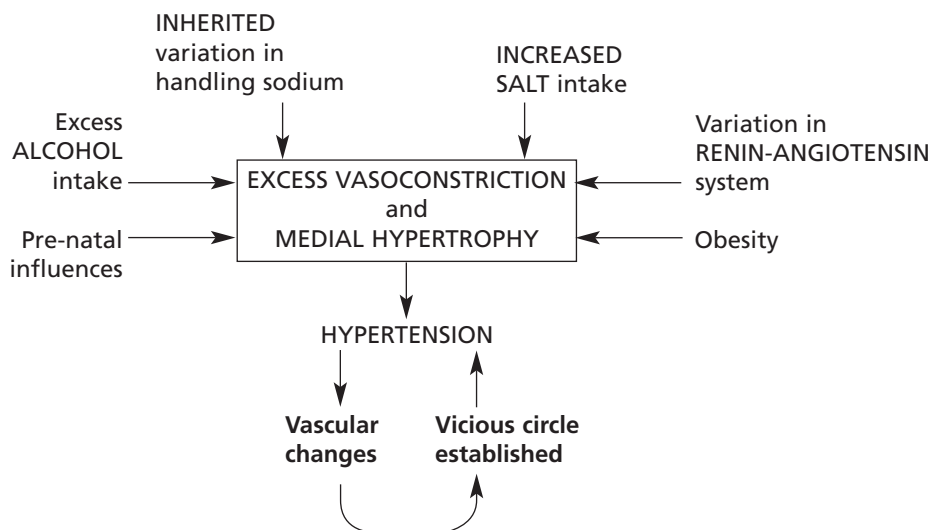 INHERITED
variation in
handling sodium
INCREASED
SALT intake
Excess
ALCOHOL
intake
Variation in
RENIN-ANGIOTENSIN
system
EXCESS VASOCONSTRICTION
and
MEDIAL HYPERTROPHY
Pre-natal
influences
Obesity
HYPERTENSION
Vascular
changes
Vicious circle
established